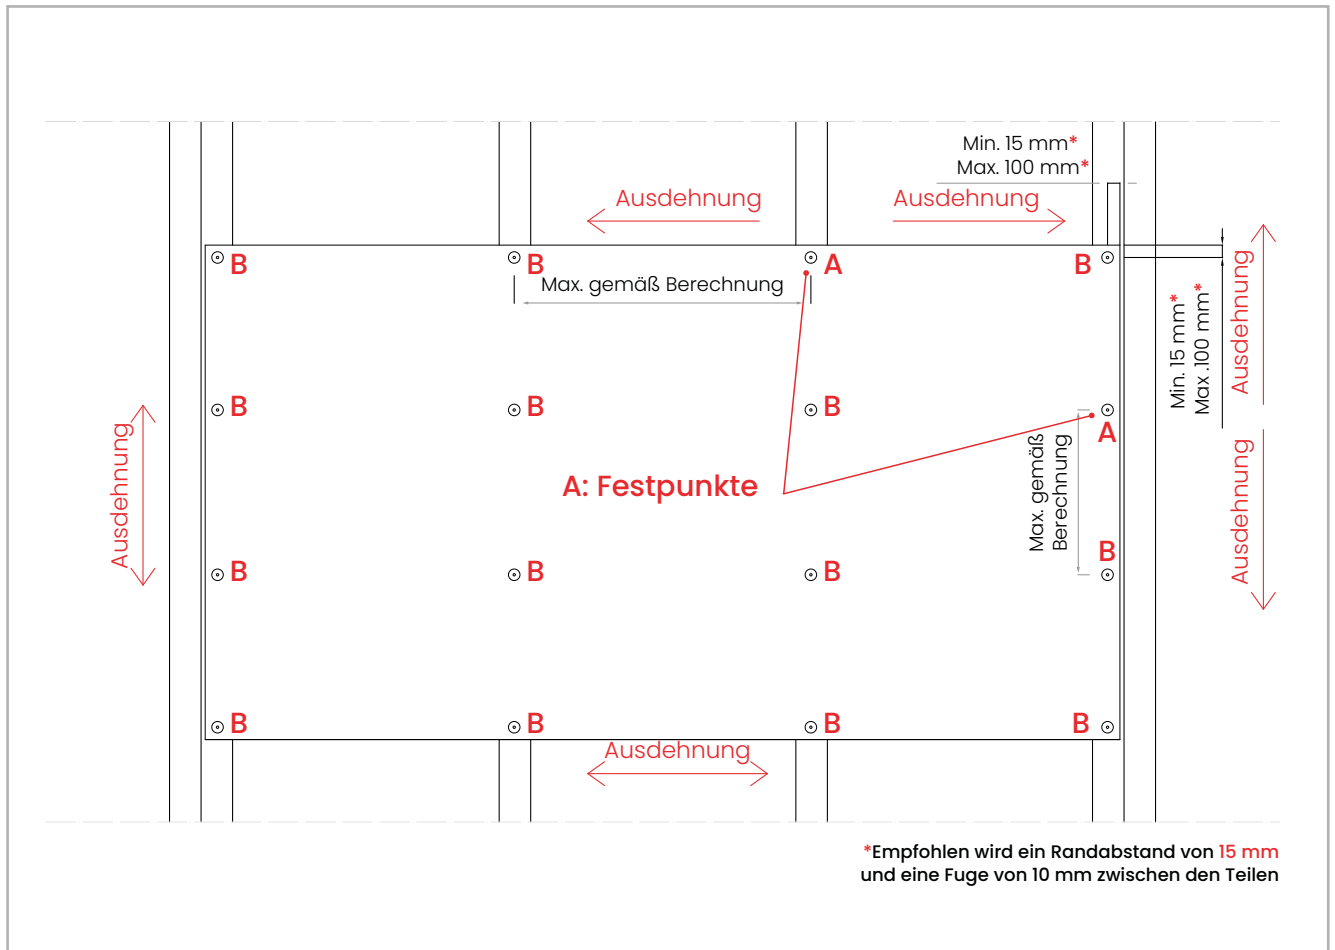 Min. 15 mm*
Max. 100 mm*
Ausdehnung
Ausdehnung
B
B
A
B
Max. gemäß Berechnung
Min. 15 mm*
Max .100 mm*
Ausdehnung
B
B
B
A
Ausdehnung
A: Festpunkte
Max. gemäß
Berechnung
Ausdehnung
B
B
B
B
B
B
B
B
Ausdehnung
*Empfohlen wird ein Randabstand von 15 mm
und eine Fuge von 10 mm zwischen den Teilen